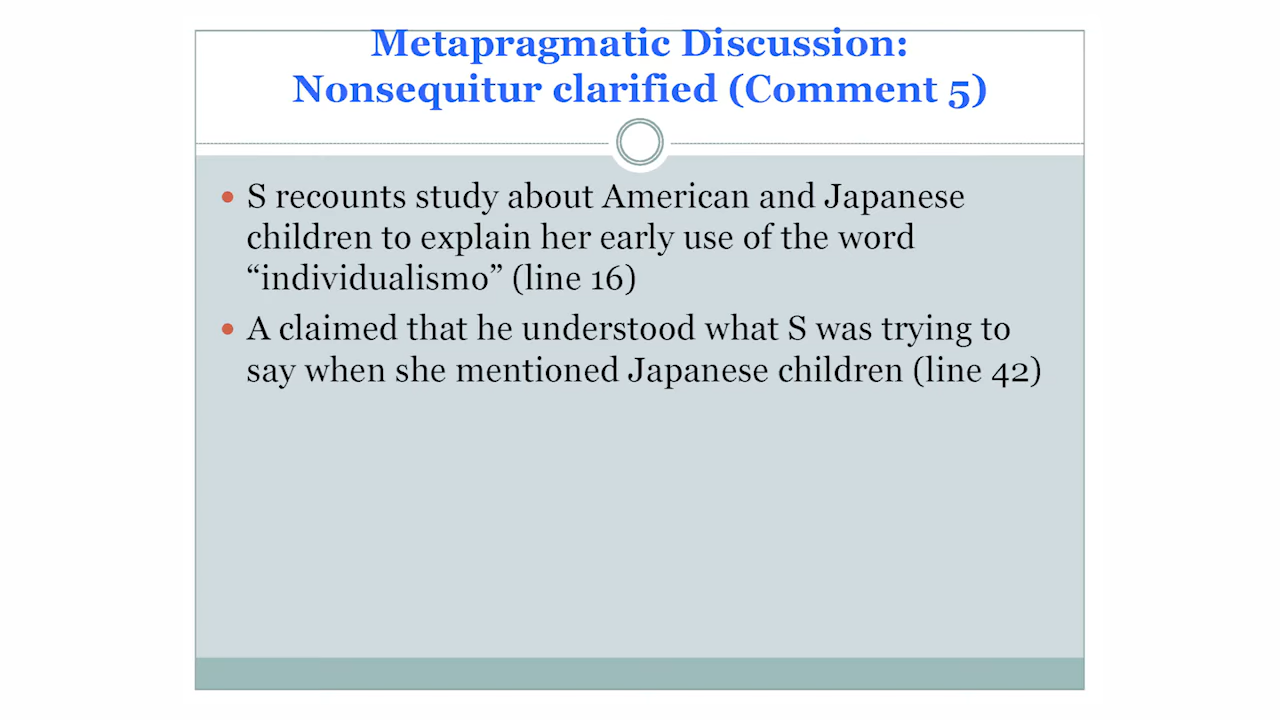 Metapragmatic Discussion:
Nonsequitur clarified (Comment 5)
• S recounts study about American and Japanese
children to explain her early use of the word
“individualismo” (line 16)
• A claimed that he understood what S was trying to
say when she mentioned Japanese children (line 42)